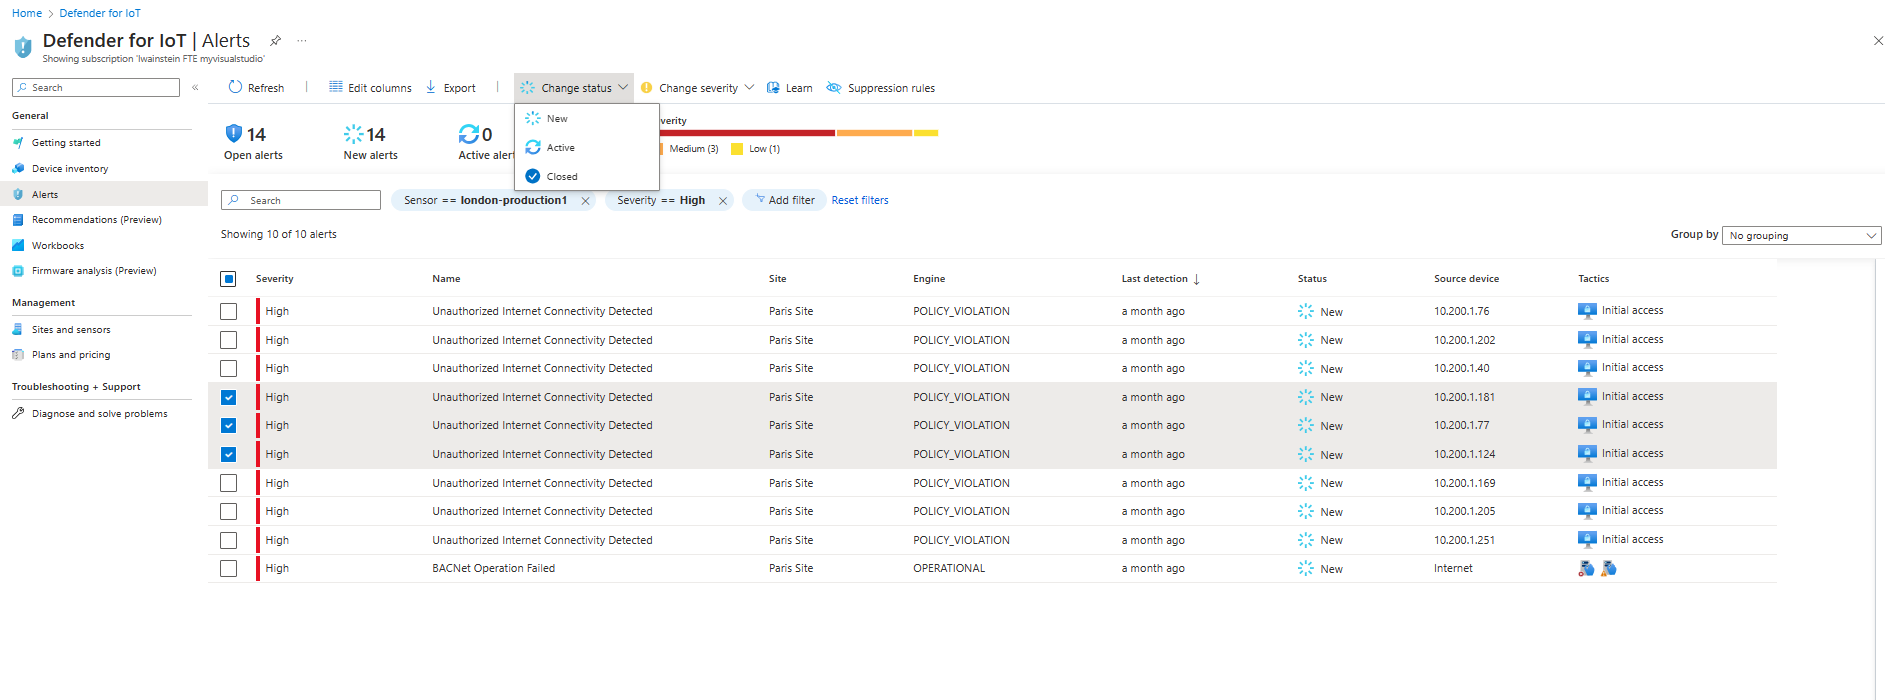 Home > Defender for IoT
Defender for IoT | Alerts
Showing subscription 'lwainstein FTE myvisualstudio'
Search
General
Getting started
Device inventory
Alerts
Recommendations (Preview)
Workbooks
Firmware analysis (Preview)
Management
Sites and sensors
Plans and pricing
Troubleshooting + Support
Diagnose and solve problems
Refresh Edit columns Export Change status Change severity Learn Suppression rules
New
Active
Closed
14 Open alerts
14 New alerts
0 Active alert
verity
Medium (3) Low (1)
Search Sensor == london-production1 Severity == High Add filter Reset filters
Showing 10 of 10 alerts
Group by No grouping
Severity Name Site Engine Last detection ↓ Status Source device Tactics
High Unauthorized Internet Connectivity Detected Paris Site POLICY_VIOLATION a month ago New 10.200.1.76 Initial access
High Unauthorized Internet Connectivity Detected Paris Site POLICY_VIOLATION a month ago New 10.200.1.202 Initial access
High Unauthorized Internet Connectivity Detected Paris Site POLICY_VIOLATION a month ago New 10.200.1.40 Initial access
High Unauthorized Internet Connectivity Detected Paris Site POLICY_VIOLATION a month ago New 10.200.1.181 Initial access
High Unauthorized Internet Connectivity Detected Paris Site POLICY_VIOLATION a month ago New 10.200.1.77 Initial access
High Unauthorized Internet Connectivity Detected Paris Site POLICY_VIOLATION a month ago New 10.200.1.124 Initial access
High Unauthorized Internet Connectivity Detected Paris Site POLICY_VIOLATION a month ago New 10.200.1.169 Initial access
High Unauthorized Internet Connectivity Detected Paris Site POLICY_VIOLATION a month ago New 10.200.1.205 Initial access
High Unauthorized Internet Connectivity Detected Paris Site POLICY_VIOLATION a month ago New 10.200.1.251 Initial access
High BACNet Operation Failed Paris Site OPERATIONAL a month ago New Internet